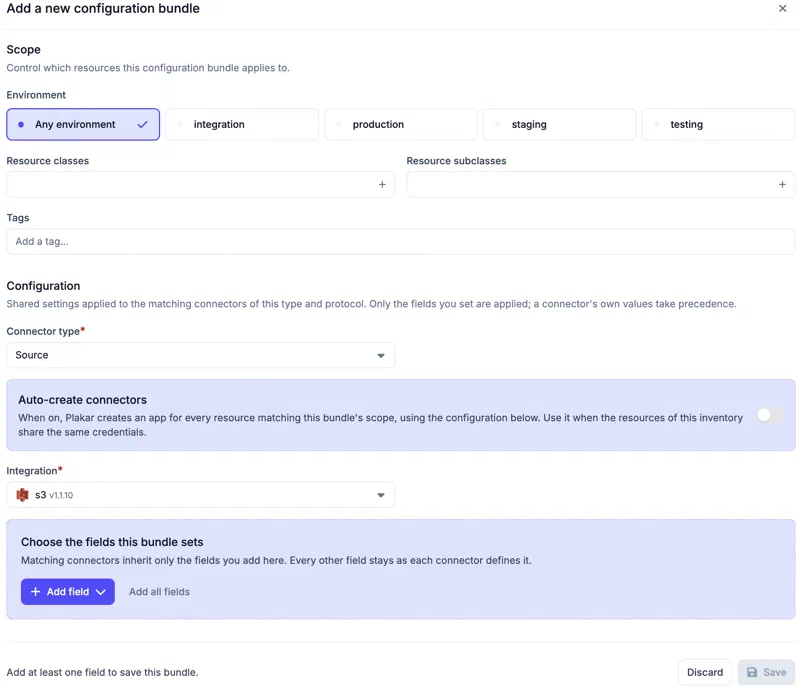 Add a new configuration bundle
Scope
Control which resources this configuration bundle applies to.
Environment
Any environment
integration
production
staging
testing
Resource classes
Resource subclasses
Tags
Add a tag...
Configuration
Shared settings applied to the matching connectors of this type and protocol. Only the fields you set are applied; a connector's own values take precedence.
Connector type*
Source
Auto-create connectors
When on, Plakar creates an app for every resource matching this bundle's scope, using the configuration below. Use it when the resources of this inventory
share the same credentials.
Integration*
s3 v1.1.10
Choose the fields this bundle sets
Matching connectors inherit only the fields you add here. Every other field stays as each connector defines it.
+ Add field
Add all fields
Add at least one field to save this bundle.
Discard
Save